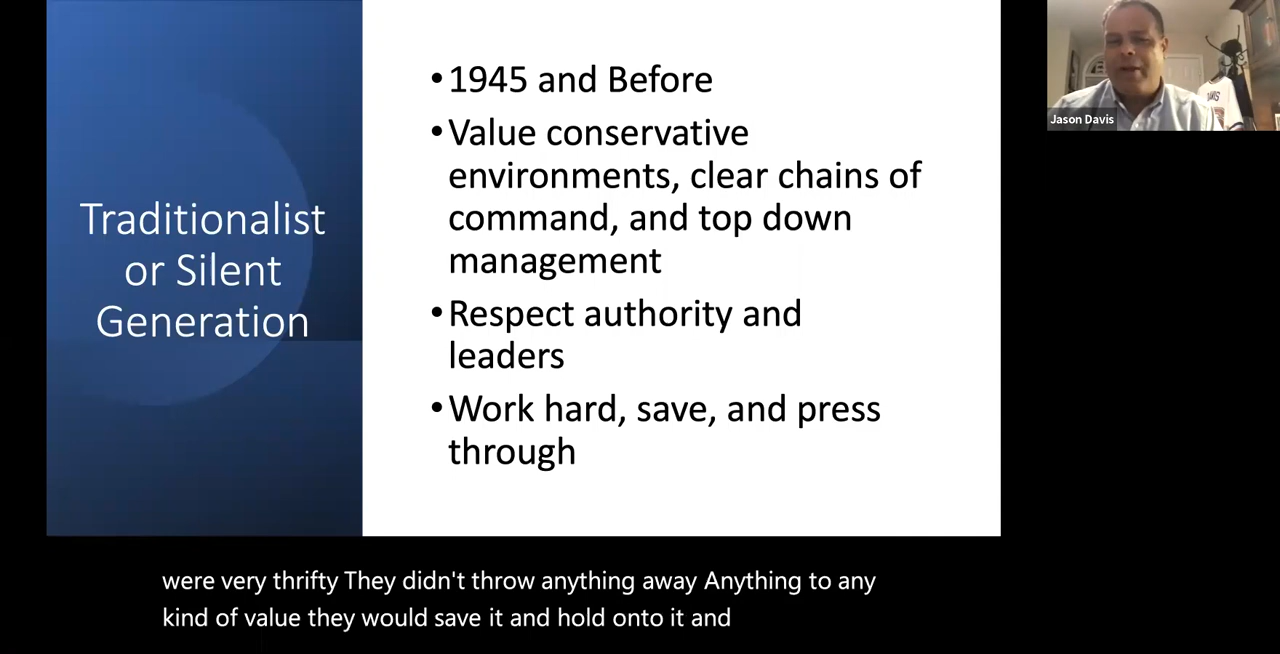 Traditionalist
or Silent
Generation
• 1945 and Before
• Value conservative
environments, clear chains of
command, and top down
management
• Respect authority and
leaders
• Work hard, save, and press
through
Jason Davis
were very thrifty They didn't throw anything away Anything to any
kind of value they would save it and hold onto it and